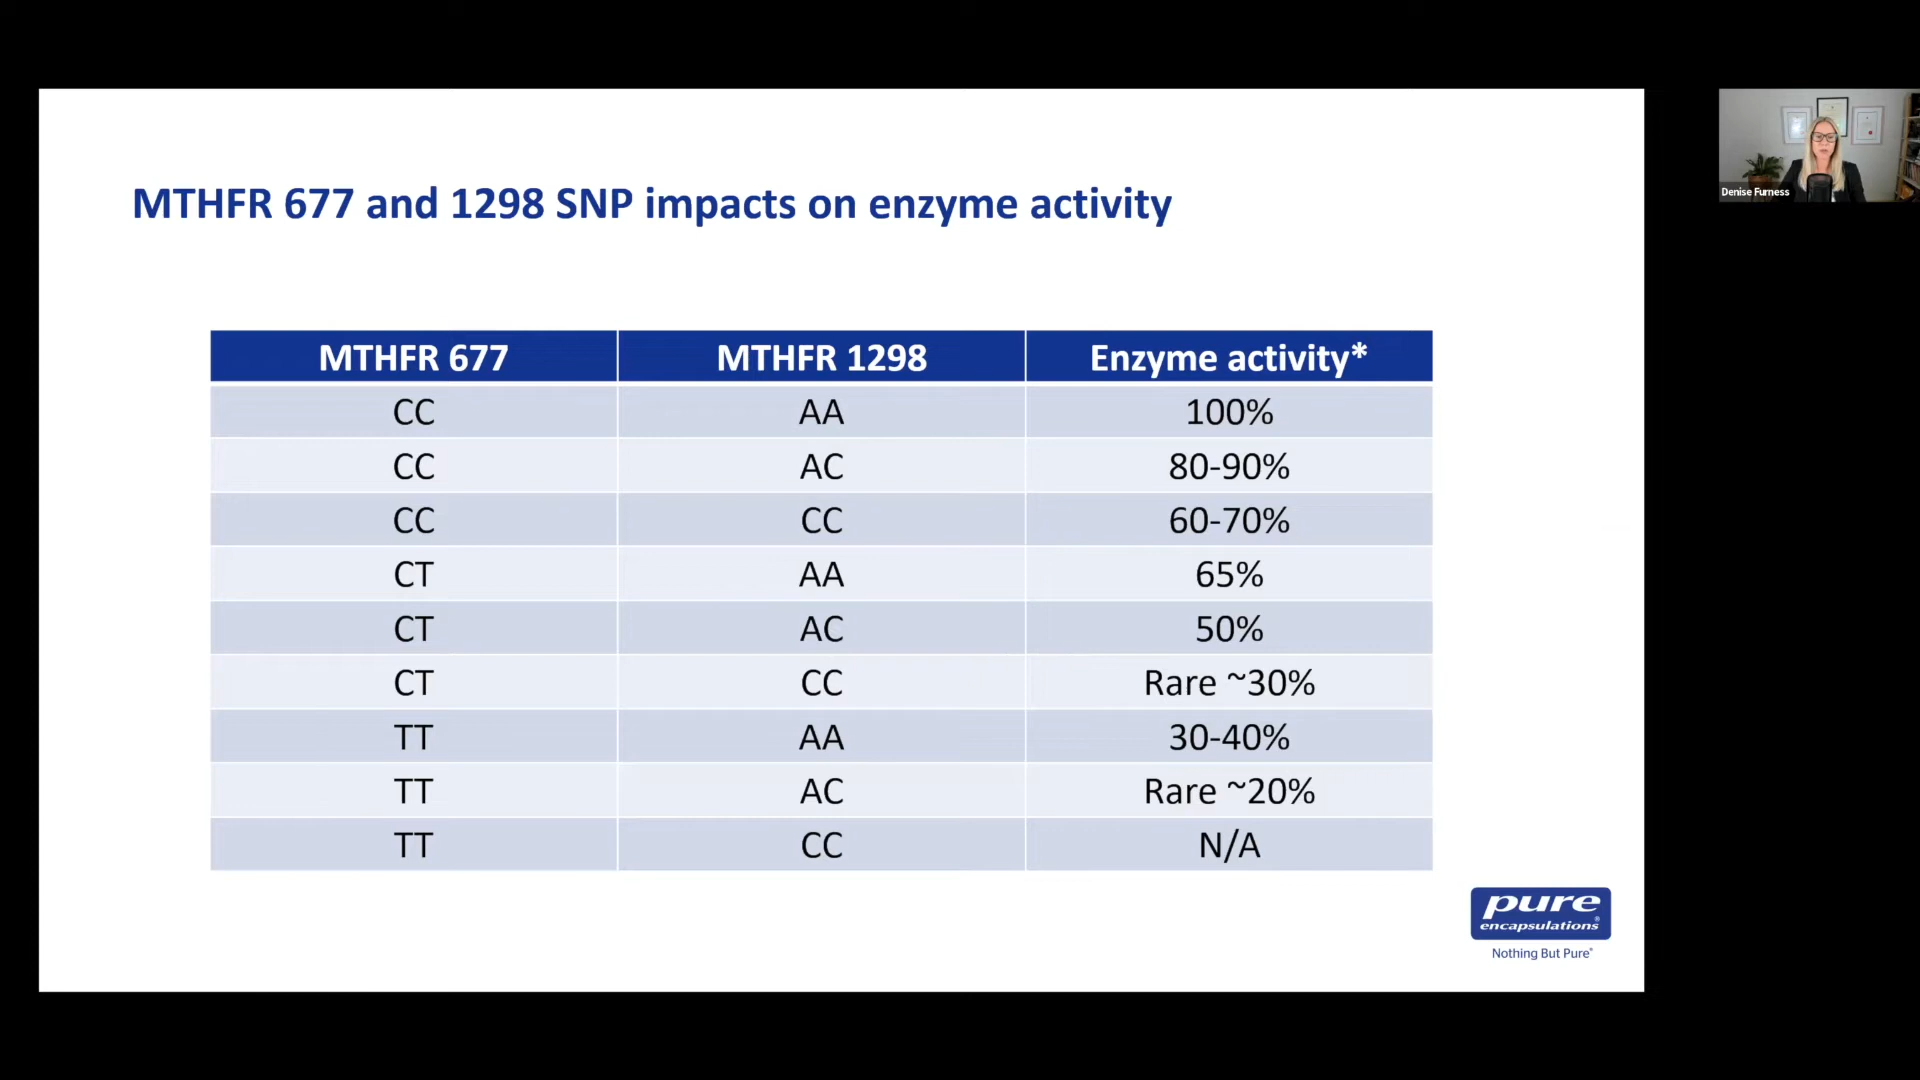 MTHFR 677 and 1298 SNP impacts on enzyme activity
MTHFR 677 MTHFR 1298 Enzyme activity*
CC AA 100%
CC AC 80-90%
CC CC 60-70%
CT AA 65%
CT AC 50%
CT CC Rare ~30%
TT AA 30-40%
TT AC Rare ~20%
TT CC N/A
pure
encapsulations®
Nothing But Pure®
Denise Furness